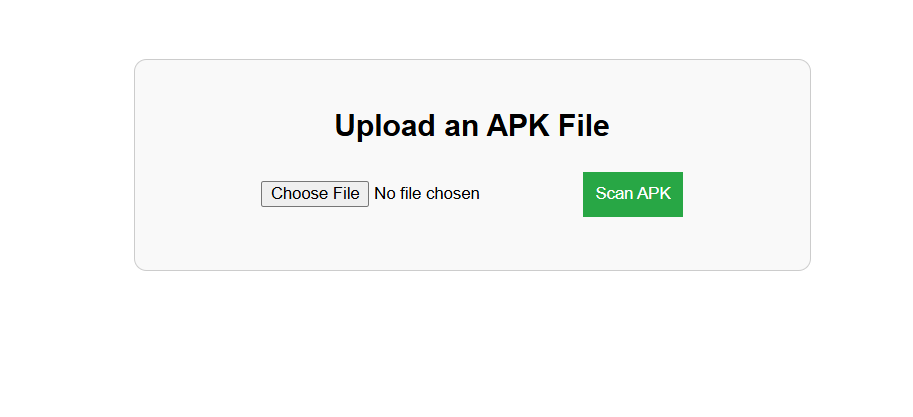 Upload an APK File
Choose File No file chosen Scan APK